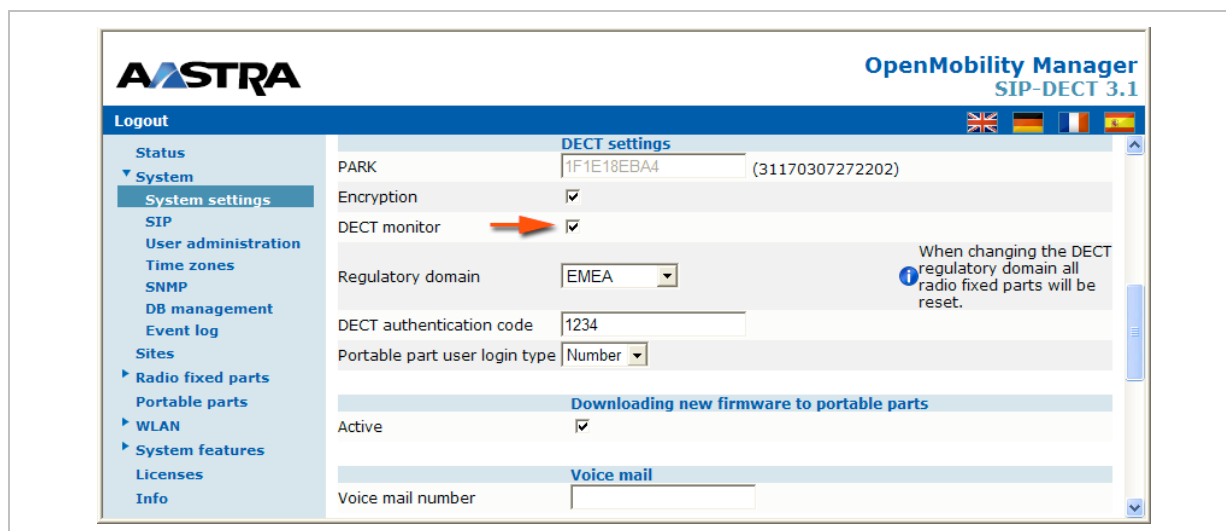 AASTRA
OpenMobility Manager
SIP-DECT 3.1
Logout
Status
System
System settings
SIP
User administration
Time zones
SNMP
DB management
Event log
Sites
Radio fixed parts
Portable parts
WLAN
System features
Licenses
Info
DECT settings
PARK 1F1E18EBA4 (31170307272202)
Encryption
DECT monitor
Regulatory domain EMEA
When changing the DECT
regulatory domain all
radio fixed parts will be
reset.
DECT authentication code 1234
Portable part user login type Number
Downloading new firmware to portable parts
Active
Voice mail
Voice mail number